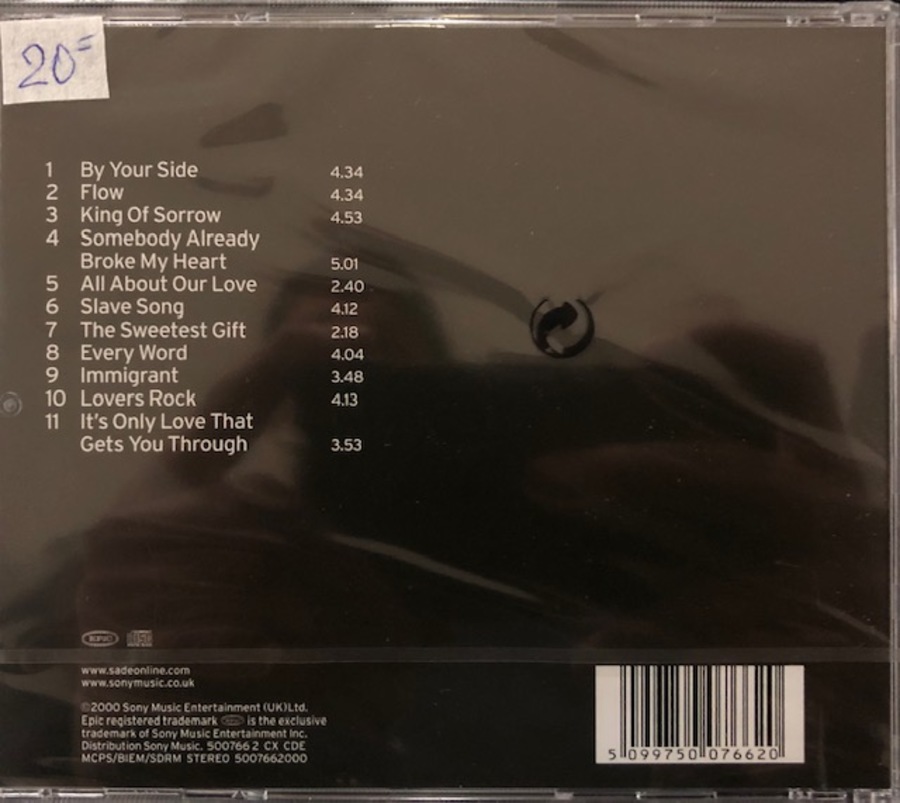 20=
1 By Your Side 4.34
2 Flow 4.34
3 King Of Sorrow 4.53
4 Somebody Already
Broke My Heart 5.01
5 All About Our Love 2.40
6 Slave Song 4.12
7 The Sweetest Gift 2.18
8 Every Word 4.04
9 Immigrant 3.48
10 Lovers Rock 4.13
11 It's Only Love That
Gets You Through 3.53
epic DISC
www.sadeonline.com
www.sonymusic.co.uk
©2000 Sony Music Entertainment (UK)Ltd.
Epic registered trademark epic is the exclusive
trademark of Sony Music Entertainment Inc.
Distribution Sony Music. 500766 2 CX CDE
MCPS/BIEM/SDRM STEREO 5007662000
5 099750 076620